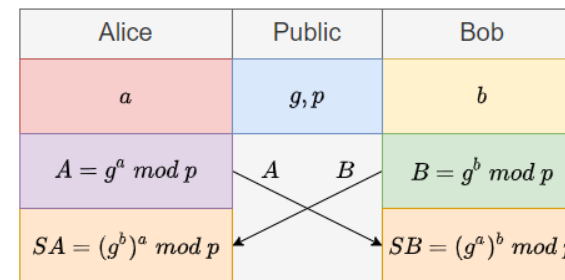 Alice Public Bob
a g, p b
A = g^a mod p A B B = g^b mod p
SA = (g^b)^a mod p SB = (g^a)^b mod